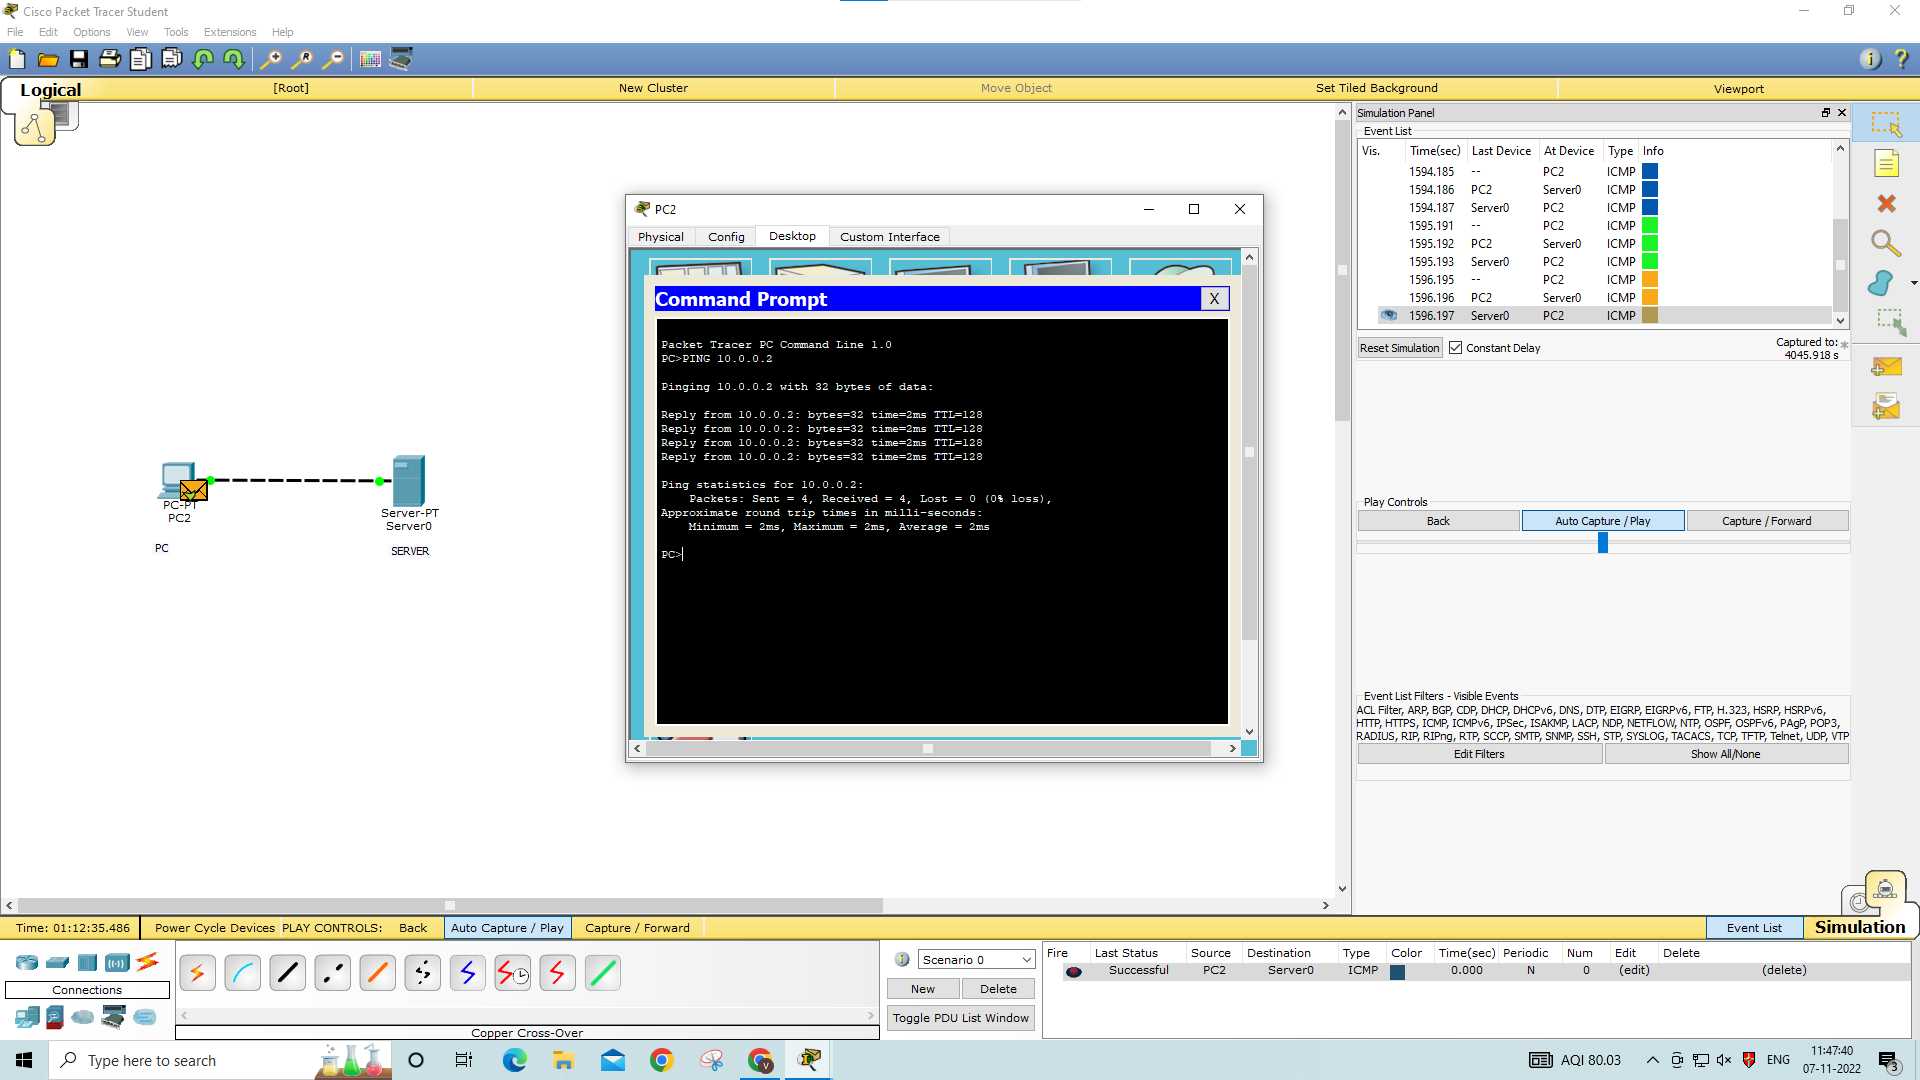 Cisco Packet Tracer Student
File Edit Options View Tools Extensions Help
Logical [Root] New Cluster Move Object Set Tiled Background Viewport
PC-PT
PC2
PC
Server-PT
Server0
SERVER
PC2
Physical Config Desktop Custom Interface
Command Prompt X
Packet Tracer PC Command Line 1.0
PC>PING 10.0.0.2
Pinging 10.0.0.2 with 32 bytes of data:
Reply from 10.0.0.2: bytes=32 time=2ms TTL=128
Reply from 10.0.0.2: bytes=32 time=2ms TTL=128
Reply from 10.0.0.2: bytes=32 time=2ms TTL=128
Reply from 10.0.0.2: bytes=32 time=2ms TTL=128
Ping statistics for 10.0.0.2:
Packets: Sent = 4, Received = 4, Lost = 0 (0% loss),
Approximate round trip times in milli-seconds:
Minimum = 2ms, Maximum = 2ms, Average = 2ms
PC>
Simulation Panel
Event List
Vis. Time(sec) Last Device At Device Type Info
1594.185 -- PC2 ICMP
1594.186 PC2 Server0 ICMP
1594.187 Server0 PC2 ICMP
1595.191 -- PC2 ICMP
1595.192 PC2 Server0 ICMP
1595.193 Server0 PC2 ICMP
1596.195 -- PC2 ICMP
1596.196 PC2 Server0 ICMP
1596.197 Server0 PC2 ICMP
Reset Simulation Constant Delay Captured to: *
4045.918 s
Play Controls
Back Auto Capture / Play Capture / Forward
Event List Filters - Visible Events
ACL Filter, ARP, BGP, CDP, DHCP, DHCPv6, DNS, DTP, EIGRP, EIGRPv6, FTP, H.323, HSRP, HSRPv6,
HTTP, HTTPS, ICMP, ICMPv6, IPSec, ISAKMP, LACP, NDP, NETFLOW, NTP, OSPF, OSPFv6, PAgP, POP3,
RADIUS, RIP, RIPng, RTP, SCCP, SMTP, SNMP, SSH, STP, SYSLOG, TACACS, TCP, TFTP, Telnet, UDP, VTP
Edit Filters Show All/None
Time: 01:12:35.486 Power Cycle Devices PLAY CONTROLS: Back Auto Capture / Play Capture / Forward Event List Simulation
Connections
Copper Cross-Over
Scenario 0
New Delete
Toggle PDU List Window
Fire Last Status Source Destination Type Color Time(sec) Periodic Num Edit Delete
Successful PC2 Server0 ICMP 0.000 N 0 (edit) (delete)
Type here to search
AQI 80.03 ENG 11:47:40
07-11-2022
3